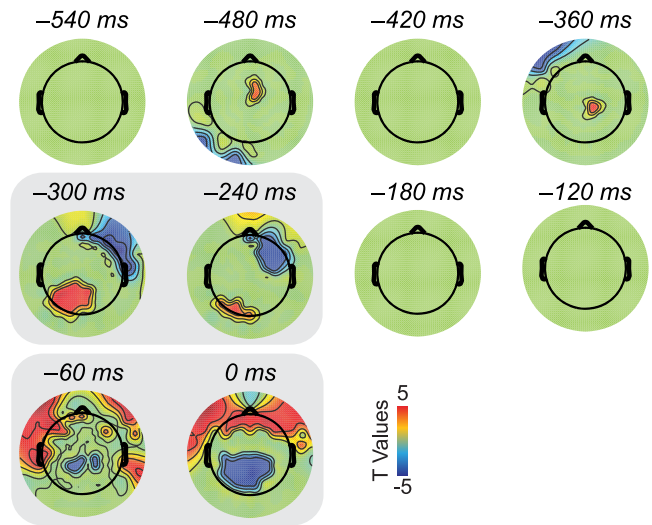 –540 ms
–480 ms
–420 ms
–360 ms
–300 ms
–240 ms
–180 ms
–120 ms
–60 ms
0 ms
5
T Values
-5